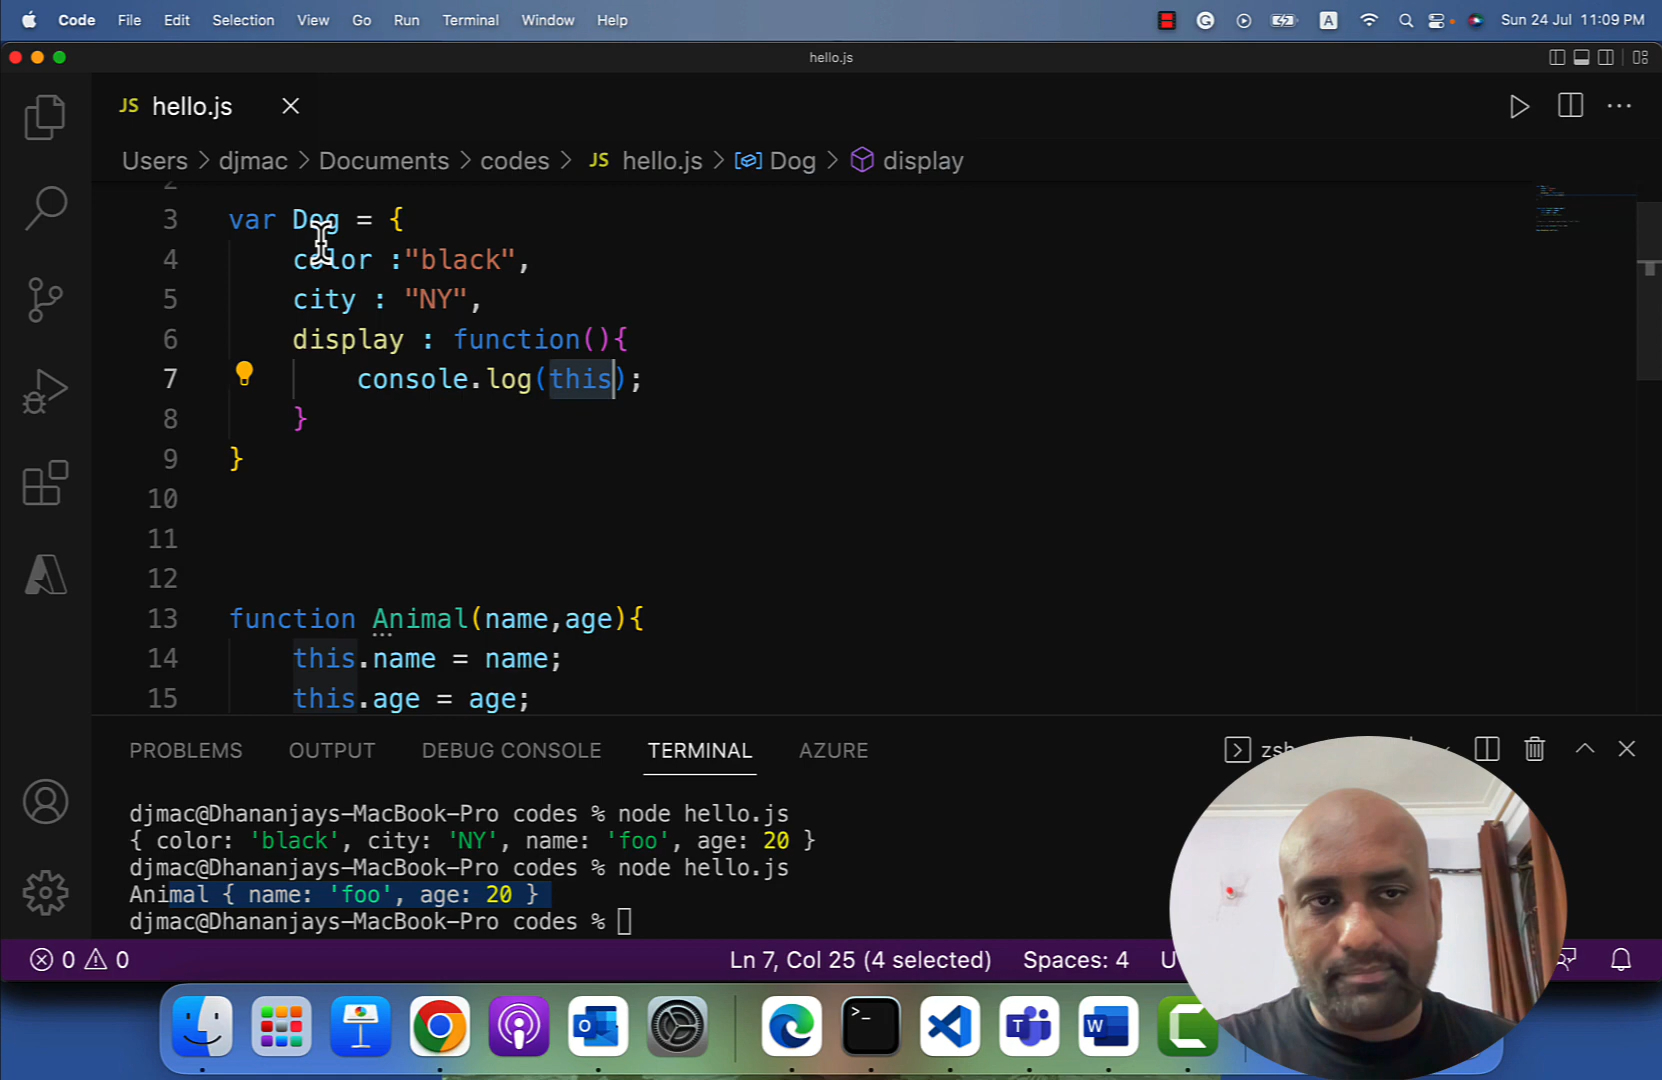 Code File Edit Selection View Go Run Terminal Window Help A Sun 24 Jul 11:09 PM
hello.js
JS hello.js
Users > djmac > Documents > codes > JS hello.js > Dog > display
2
3 var Dog = {
4 color :"black",
5 city : "NY",
6 display : function(){
7 console.log(this);
8 }
9 }
10
11
12
13 function Animal(name,age){
14 this.name = name;
15 this.age = age;
PROBLEMS OUTPUT DEBUG CONSOLE TERMINAL AZURE zsh
djmac@Dhananjays-MacBook-Pro codes % node hello.js
{ color: 'black', city: 'NY', name: 'foo', age: 20 }
djmac@Dhananjays-MacBook-Pro codes % node hello.js
Animal { name: 'foo', age: 20 }
djmac@Dhananjays-MacBook-Pro codes %
0 0 Ln 7, Col 25 (4 selected) Spaces: 4